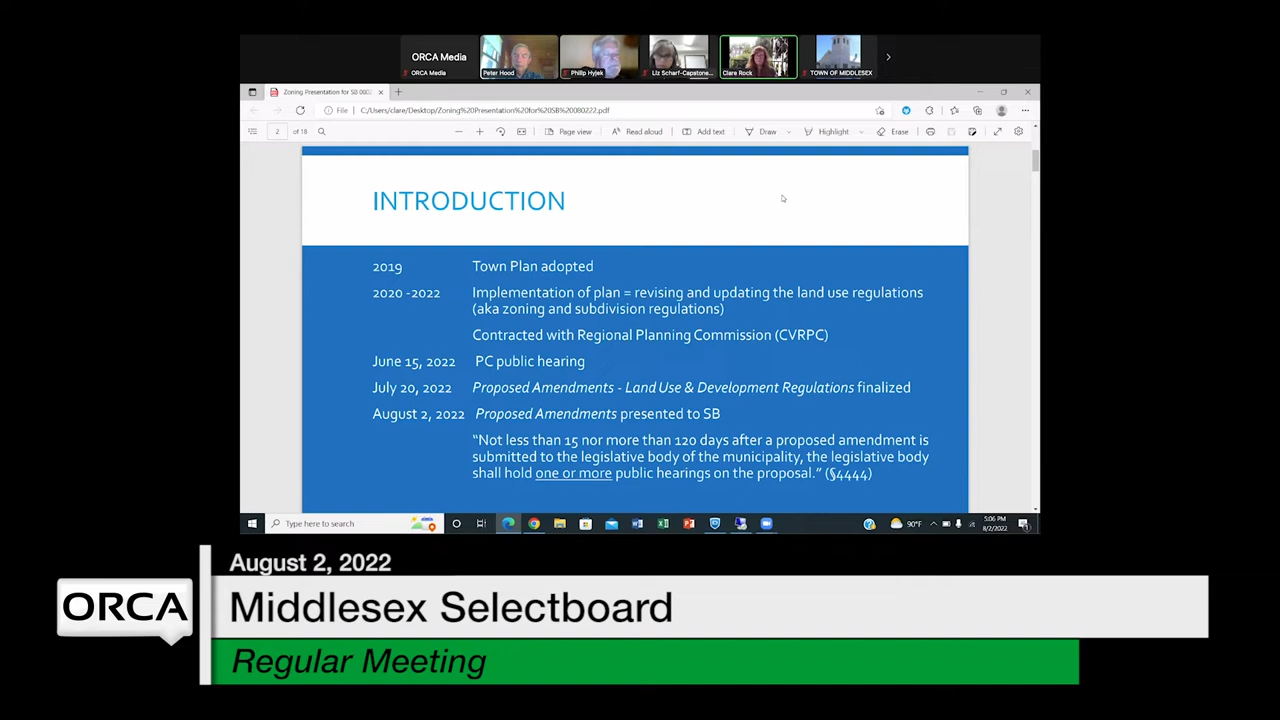 ORCA Media
ORCA Media
Peter Hood
Philip Hyjek
Liz Scharf-Capstone...
Clare Rock
TOWN OF MIDDLESEX
Zoning Presentation for SB 0802
File
C:/Users/clare/Desktop/Zoning%20Presentation%20for%20SB%20080222.pdf
2 of 18
Page view
Read aloud
Add text
Draw
Highlight
Erase
INTRODUCTION
2019 Town Plan adopted
2020 -2022 Implementation of plan = revising and updating the land use regulations
(aka zoning and subdivision regulations)
Contracted with Regional Planning Commission (CVRPC)
June 15, 2022 PC public hearing
July 20, 2022 Proposed Amendments - Land Use & Development Regulations finalized
August 2, 2022 Proposed Amendments presented to SB
“Not less than 15 nor more than 120 days after a proposed amendment is
submitted to the legislative body of the municipality, the legislative body
shall hold one or more public hearings on the proposal.” (§4444)
Type here to search
90°F
5:06 PM
8/2/2022
August 2, 2022
ORCA
Middlesex Selectboard
Regular Meeting